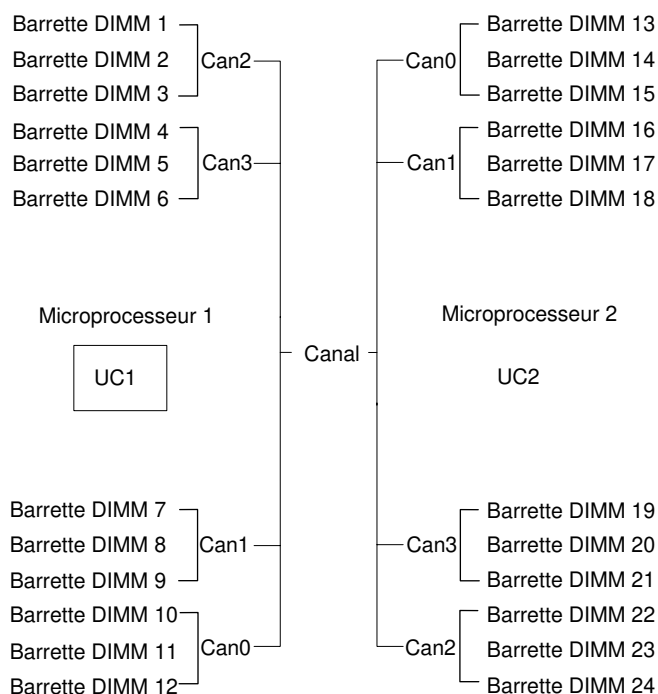 Barrette DIMM 1
Barrette DIMM 2
Can2
Barrette DIMM 3
Barrette DIMM 4
Barrette DIMM 5
Can3
Barrette DIMM 6
Microprocesseur 1
UC1
Barrette DIMM 7
Barrette DIMM 8
Can1
Barrette DIMM 9
Barrette DIMM 10
Barrette DIMM 11
Can0
Barrette DIMM 12
Canal
Barrette DIMM 13
Can0
Barrette DIMM 14
Barrette DIMM 15
Barrette DIMM 16
Can1
Barrette DIMM 17
Barrette DIMM 18
Microprocesseur 2
UC2
Barrette DIMM 19
Can3
Barrette DIMM 20
Barrette DIMM 21
Barrette DIMM 22
Can2
Barrette DIMM 23
Barrette DIMM 24